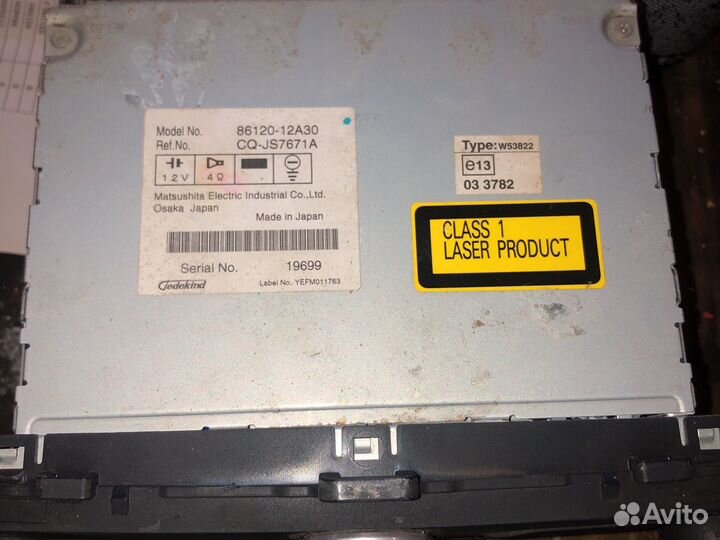 Model No. 86120-12A30
Ref.No. CQ-JS7671A
12V 4Ω
Matsushita Electric Industrial Co.,Ltd.
Osaka Japan
Made in Japan
Serial No. 19699
Label No. YEFM011763
Type: W53822
e13
03 3782
CLASS 1
LASER PRODUCT
Avito